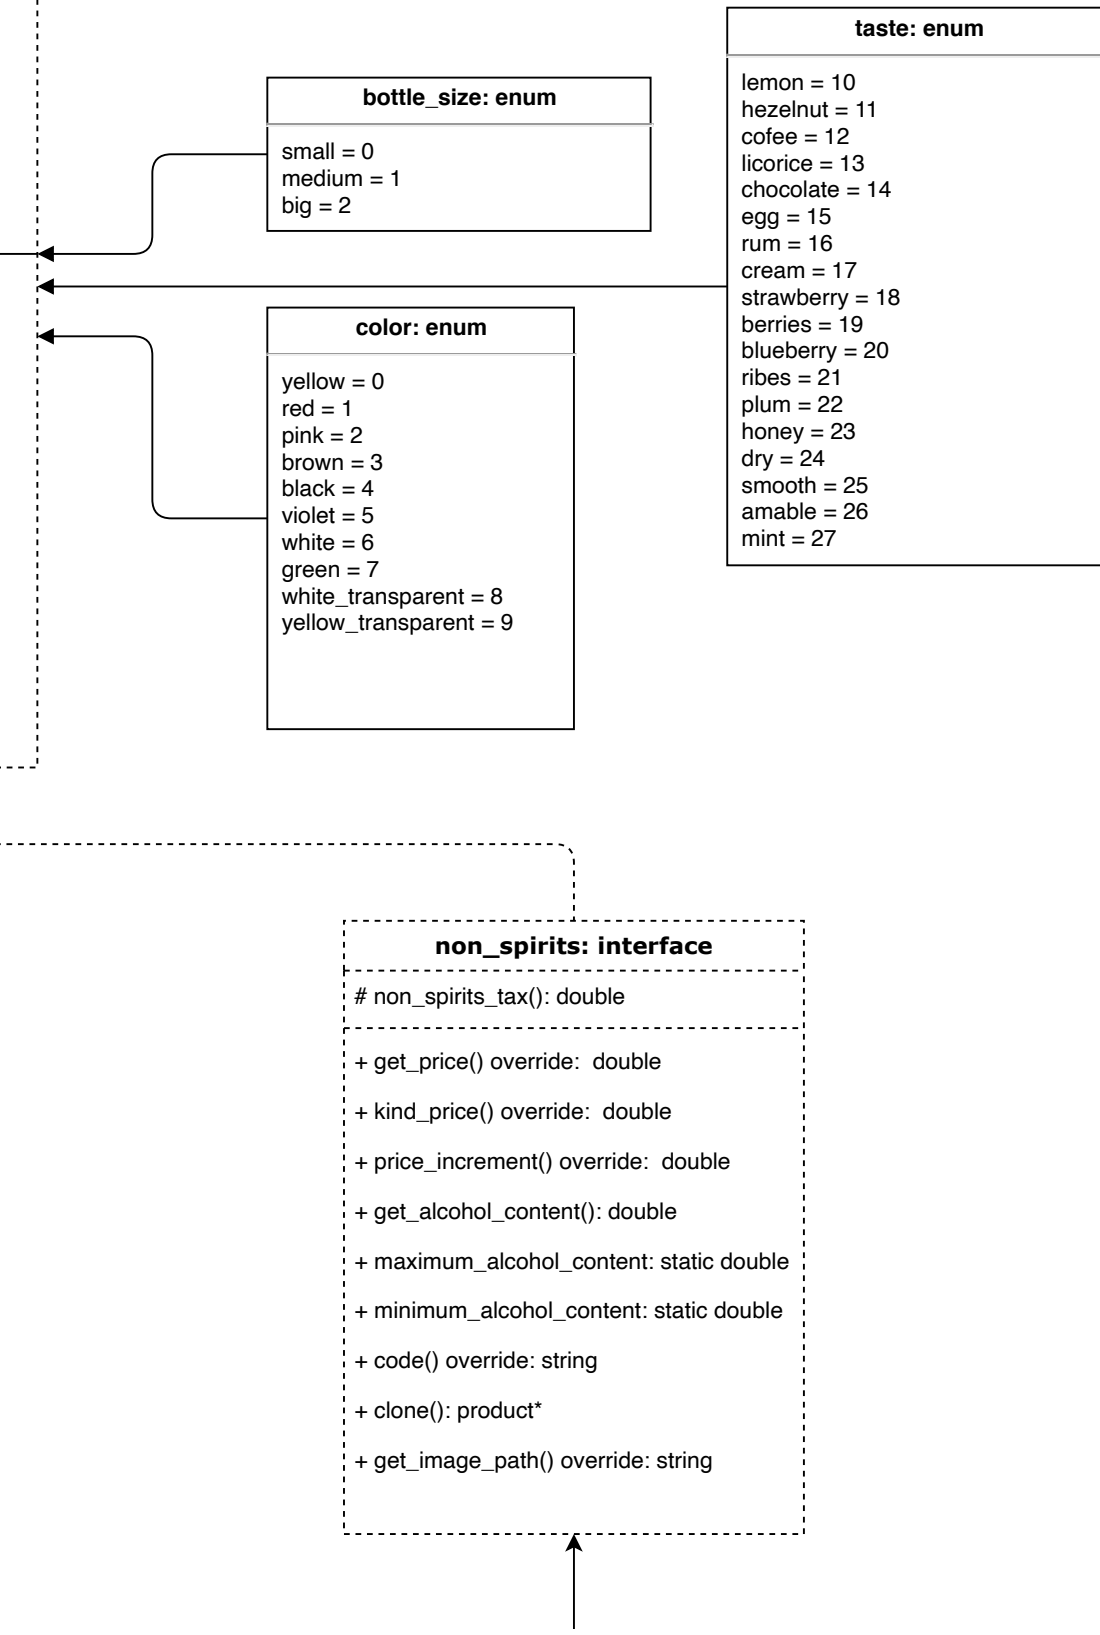 taste: enum
lemon = 10
hezelnut = 11
cofee = 12
licorice = 13
chocolate = 14
egg = 15
rum = 16
cream = 17
strawberry = 18
berries = 19
blueberry = 20
ribes = 21
plum = 22
honey = 23
dry = 24
smooth = 25
amable = 26
mint = 27
bottle_size: enum
small = 0
medium = 1
big = 2
color: enum
yellow = 0
red = 1
pink = 2
brown = 3
black = 4
violet = 5
white = 6
green = 7
white_transparent = 8
yellow_transparent = 9
non_spirits: interface
# non_spirits_tax(): double
+ get_price() override:  double
+ kind_price() override:  double
+ price_increment() override:  double
+ get_alcohol_content(): double
+ maximum_alcohol_content: static double
+ minimum_alcohol_content: static double
+ code() override: string
+ clone(): product*
+ get_image_path() override: string